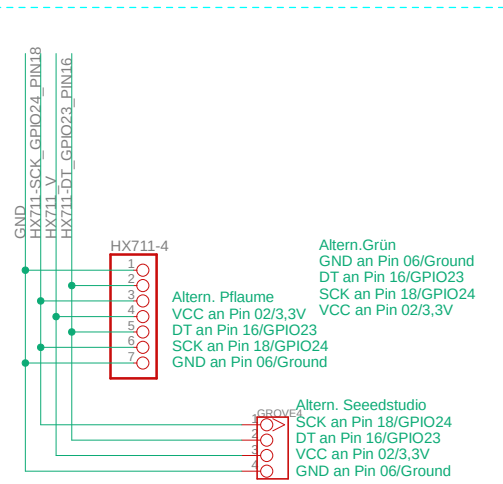 GND
HX711-SCK_GPIO24_PIN18
HX711_V
HX711-DT_GPIO23_PIN16
HX711-4
1
2
3
4
5
6
7
Altern. Pflaume
VCC an Pin 02/3,3V
DT an Pin 16/GPIO23
SCK an Pin 18/GPIO24
GND an Pin 06/Ground
Altern.Grün
GND an Pin 06/Ground
DT an Pin 16/GPIO23
SCK an Pin 18/GPIO24
VCC an Pin 02/3,3V
GROVE4
1
2
3
4
Altern. Seeedstudio
SCK an Pin 18/GPIO24
DT an Pin 16/GPIO23
VCC an Pin 02/3,3V
GND an Pin 06/Ground